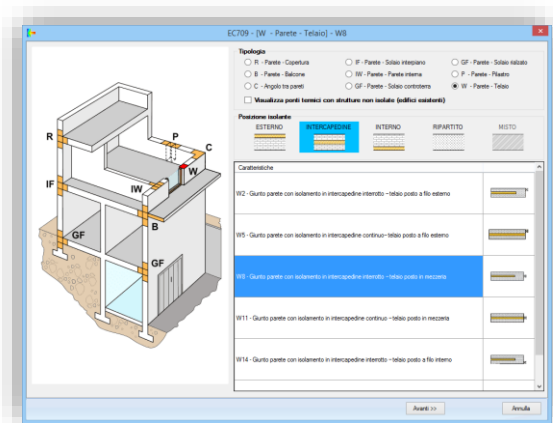 EC709 - [W - Parete - Telaio] - W8
Tipologia
R - Parete - Copertura
IF - Parete - Solaio interpiano
GF - Parete - Solaio rialzato
B - Parete - Balcone
IW - Parete - Parete interna
P - Parete - Pilastro
C - Angolo tra pareti
GF - Parete - Solaio controterra
W - Parete - Telaio
Visualizza ponti termici con strutture non isolate (edifici esistenti)
Posizione isolante
ESTERNO
INTERCAPEDINE
INTERNO
RIPARTITO
MISTO
Caratteristiche
W2 - Giunto parete con isolamento in intercapedine interrotto –telaio posto a filo esterno
W5 - Giunto parete con isolamento in intercapedine continuo–telaio posto a filo esterno
W8 - Giunto parete con isolamento in intercapedine interrotto –telaio posto in mezzeria
W11 - Giunto parete con isolamento in intercapedine continuo –telaio posto in mezzeria
W14 - Giunto parete con isolamento in intercapedine interrotto –telaio posto a filo interno
R
P
C
W
IF
IW
B
GF
GF
Avanti >>
Annulla